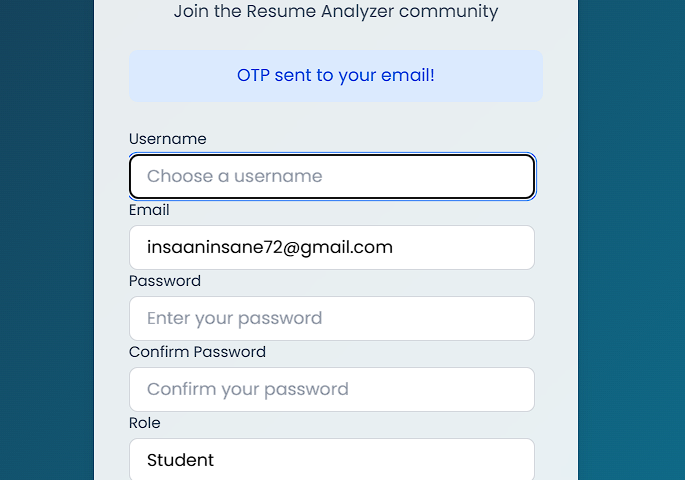 Join the Resume Analyzer community
OTP sent to your email!
Username
Choose a username
Email
insaaninsane72@gmail.com
Password
Enter your password
Confirm Password
Confirm your password
Role
Student